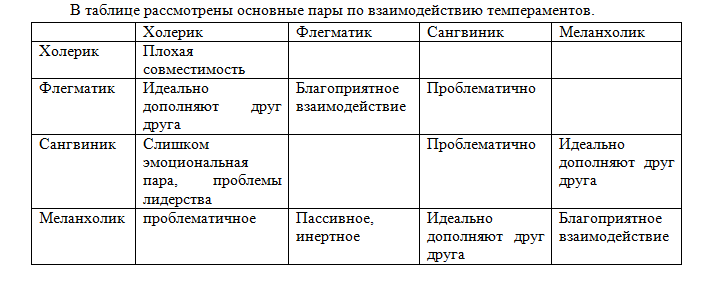 В таблице рассмотрены основные пары по взаимодействию темпераментов.
Холерик Флегматик Сангвиник Меланхолик
Холерик Плохая совместимость
Флегматик Идеально дополняют друг друга Благоприятное взаимодействие Проблематично
Сангвиник Слишком эмоциональная пара, проблемы лидерства Проблематично Идеально дополняют друг друга
Меланхолик проблематичное Пассивное, инертное Идеально дополняют друг друга Благоприятное взаимодействие